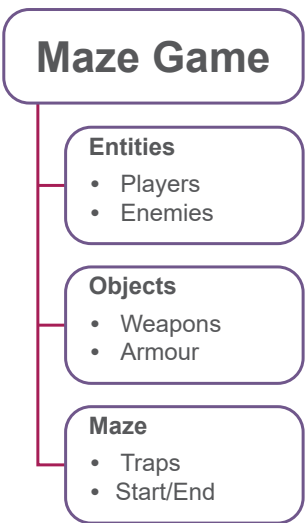 Maze Game
Entities
• Players
• Enemies
Objects
• Weapons
• Armour
Maze
• Traps
• Start/End